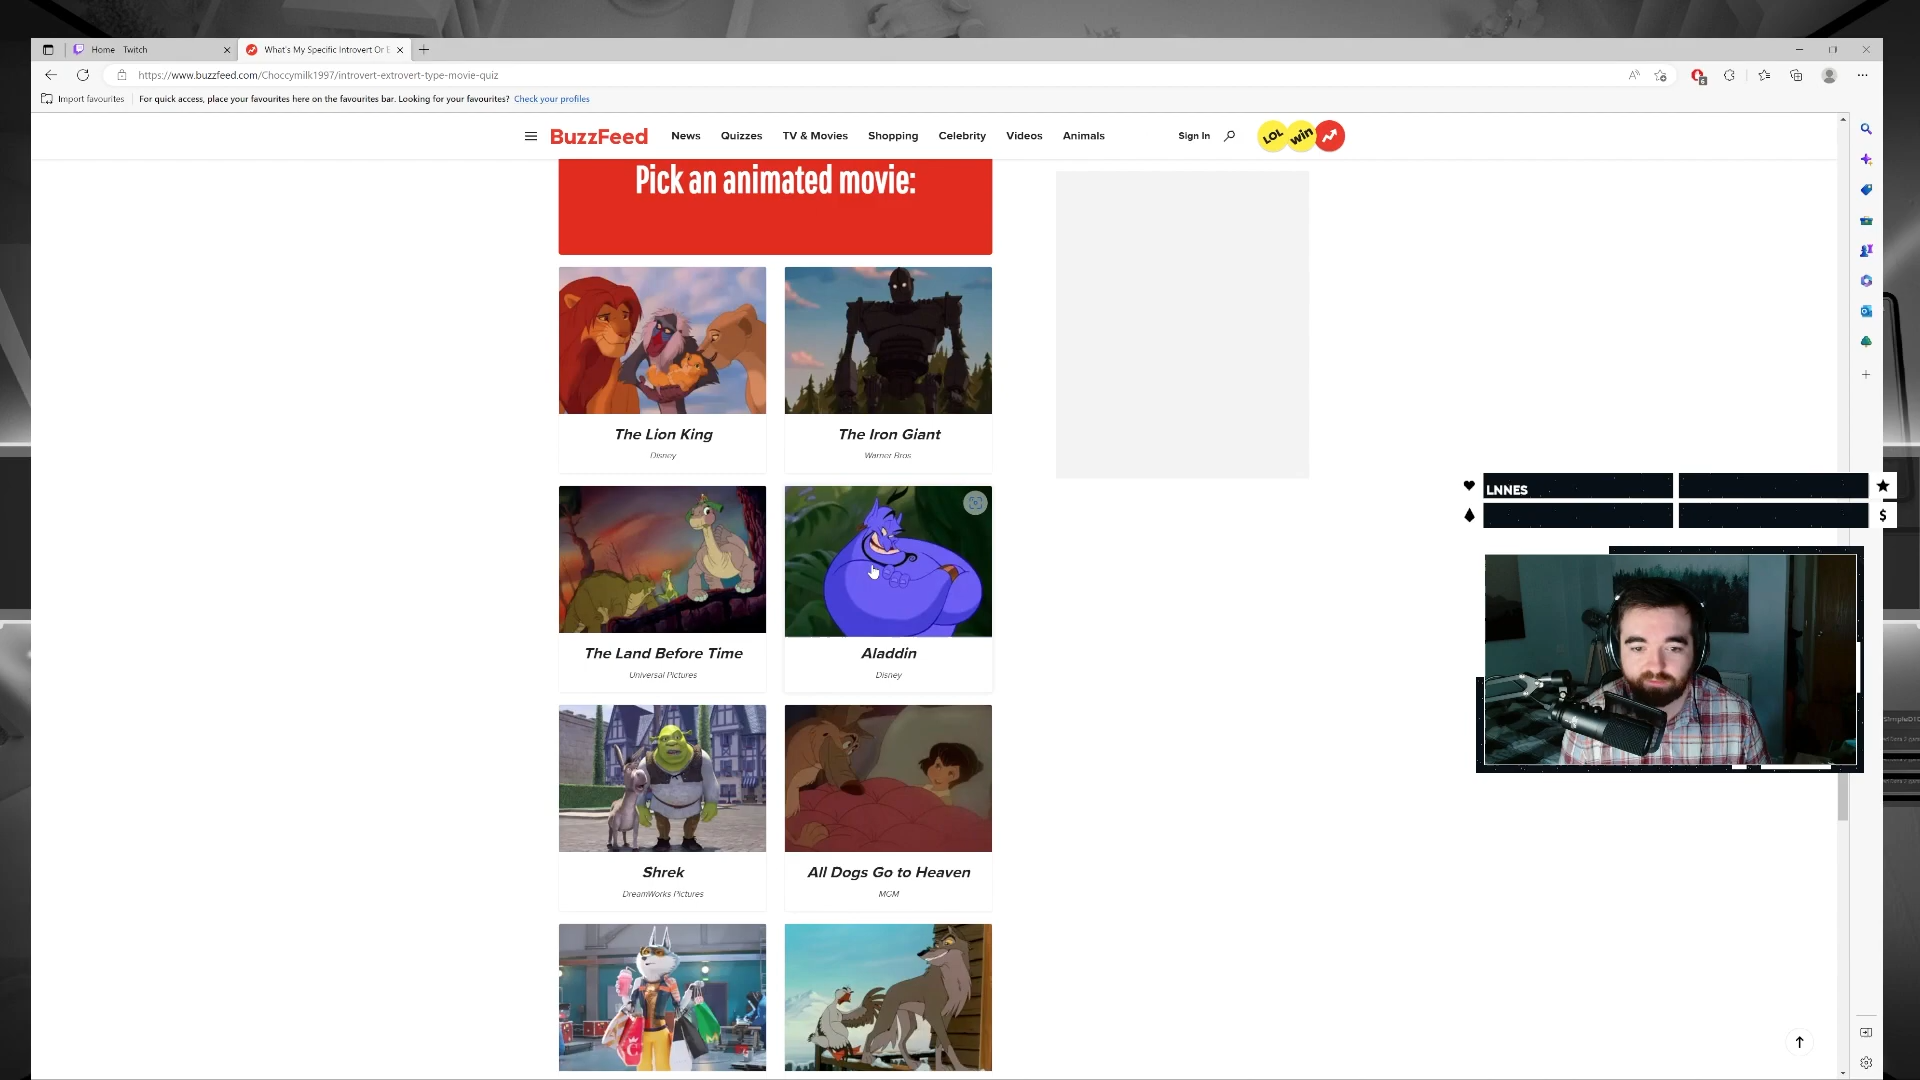 Home Twitch
What's My Specific Introvert Or E
https://www.buzzfeed.com/Choccymilk1997/introvert-extrovert-type-movie-quiz
Import favourites
For quick access, place your favourites here on the favourites bar. Looking for your favourites? Check your profiles
BuzzFeed
News
Quizzes
TV & Movies
Shopping
Celebrity
Videos
Animals
Sign In
LOL
win
Pick an animated movie:
The Lion King
Disney
The Iron Giant
Warner Bros
LNNES
$
The Land Before Time
Universal Pictures
Aladdin
Disney
Shrek
DreamWorks Pictures
All Dogs Go to Heaven
MGM